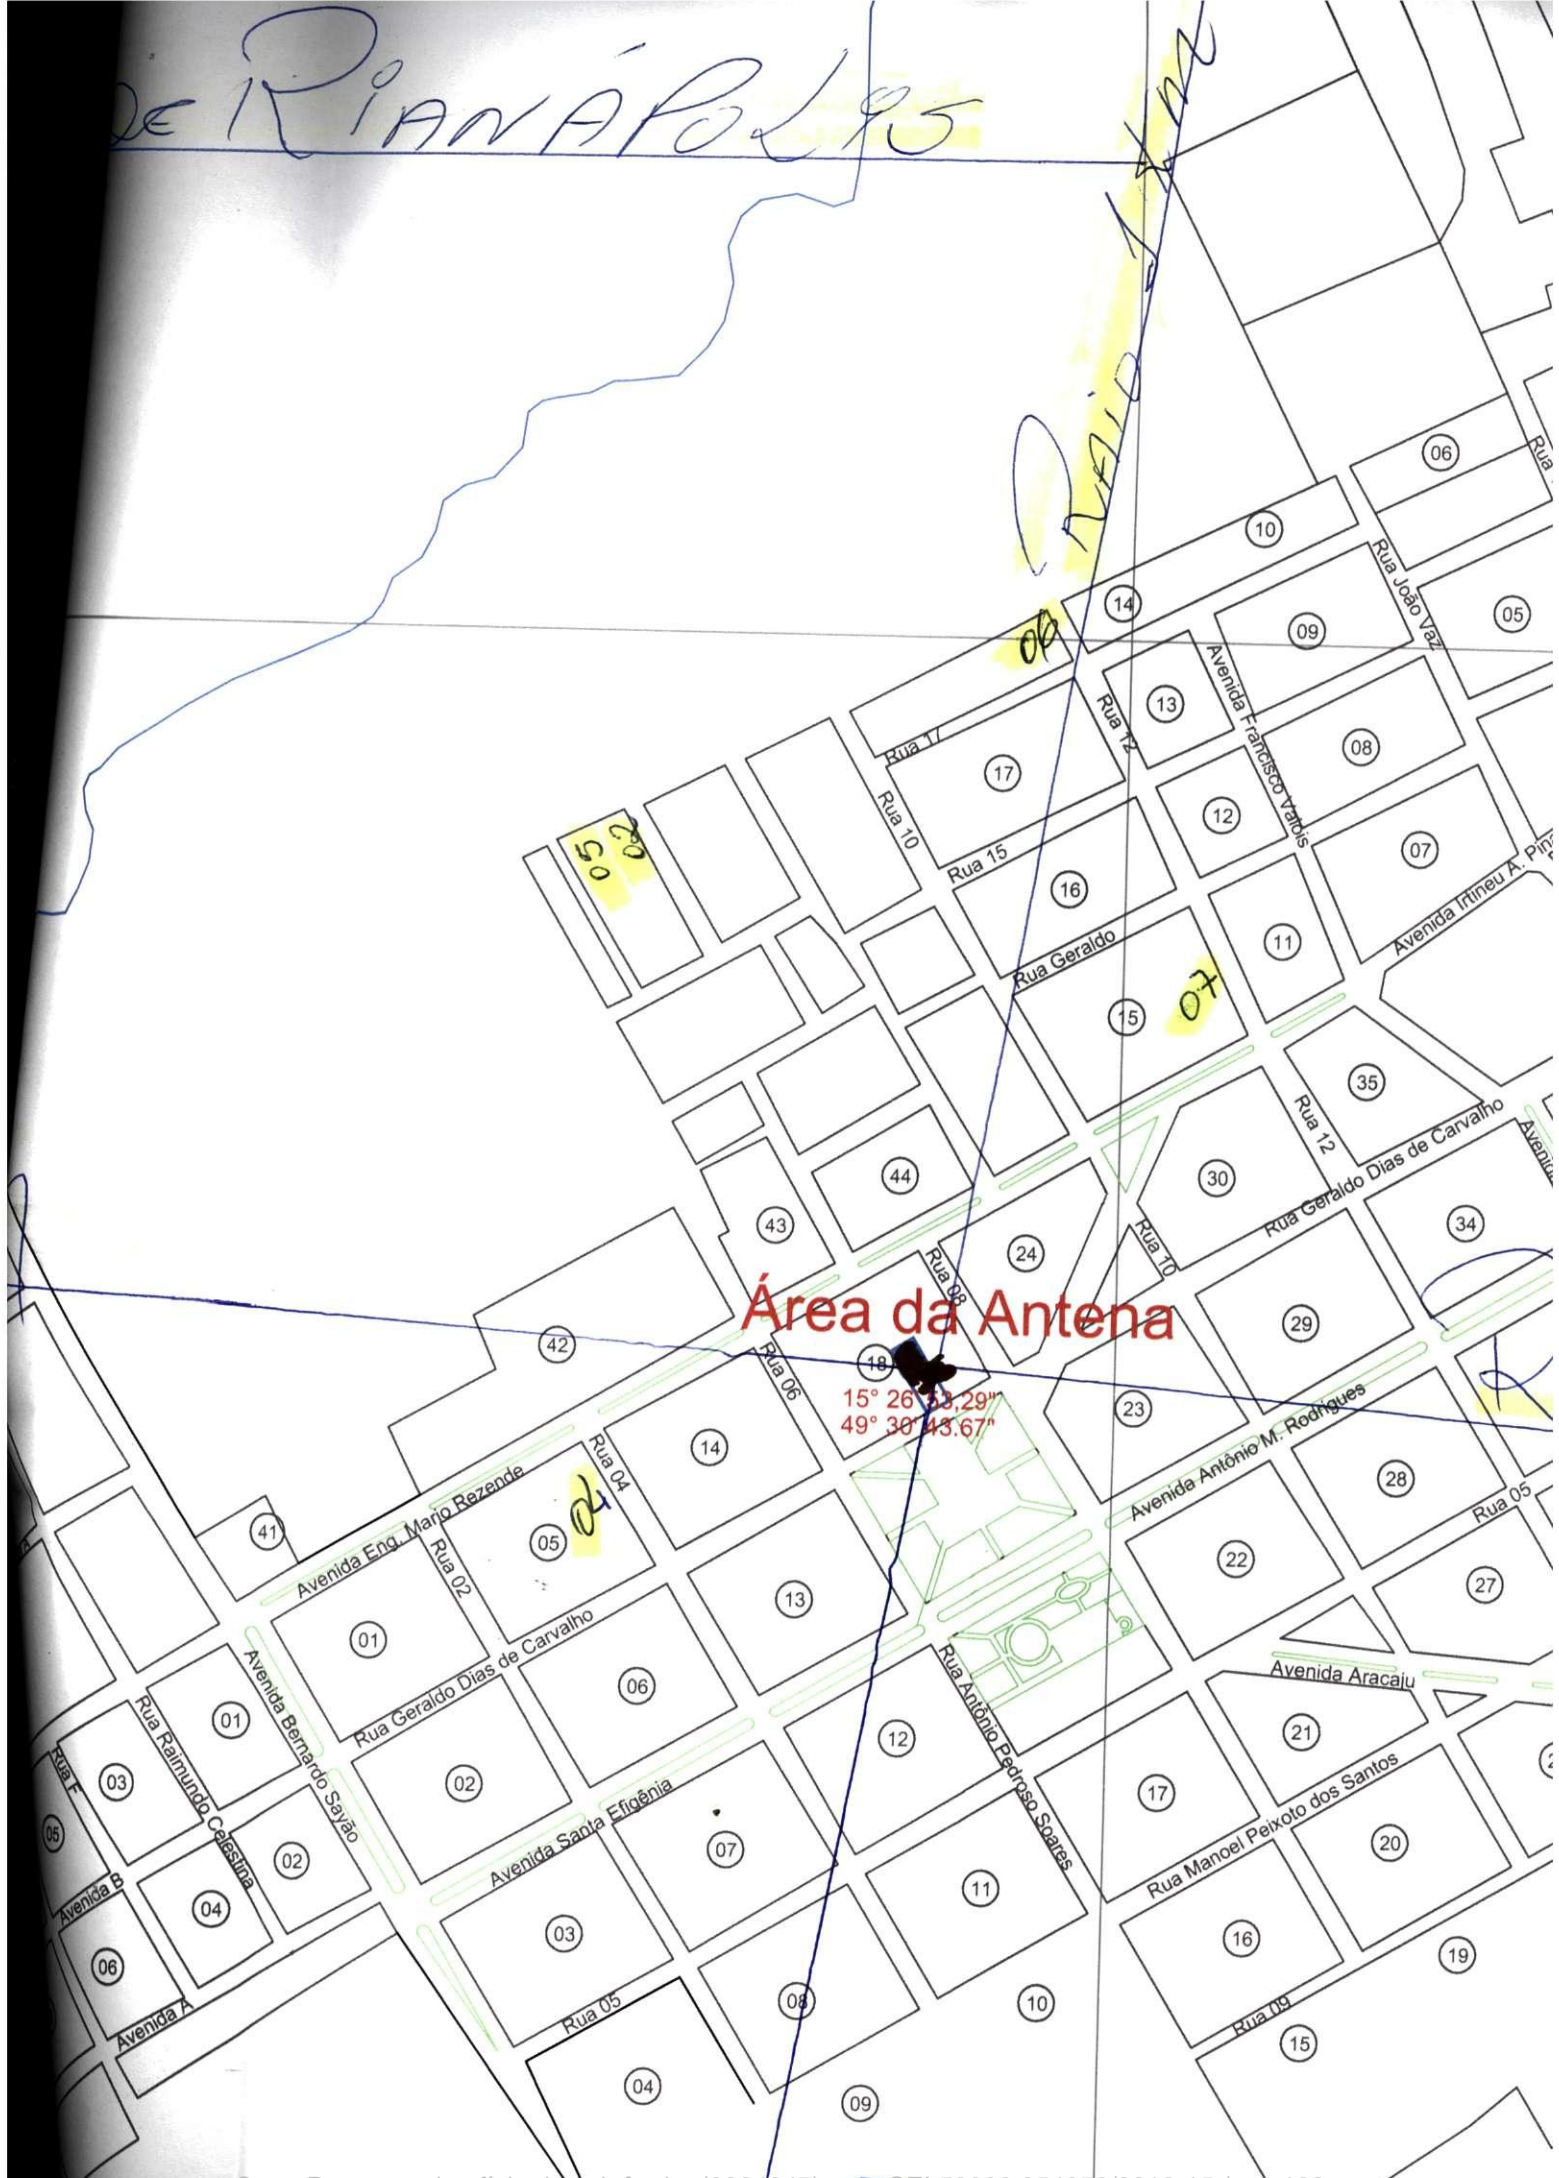 DE RIANÁPOLIS
RAIO 1 KM
06
10
Rua
Rua João Vaz
14
09
05
06
Avenida Francisco Valois
13
Rua 12
08
Rua 17
17
Rua 10
12
07
05
02
Rua 15
16
Avenida Irtineu A. Pin
Rua Geraldo
11
07
15
35
Rua 12
Rua Geraldo Dias de Carvalho
Avenida
44
30
43
Rua 10
34
24
Rua 08
Área da Antena
29
42
18
Rua 06
15° 26' 53,29"
49° 30' 43.67"
23
Avenida Antônio M. Rodrigues
14
Rua 04
28
Avenida Eng. Mario Rezende
04
Rua 05
41
05
Rua 02
22
27
13
01
Rua Geraldo Dias de Carvalho
06
Rua Antônio Pedroso Soares
Avenida Aracaju
Avenida Bernardo Sayão
01
Rua Raimundo Celestina
21
12
Rua F
03
02
17
Rua Manoel Peixoto dos Santos
Avenida Santa Efigênia
05
07
20
02
Avenida B
04
11
03
16
19
06
08
10
Rua 05
Rua 09
Avenida A
15
04
09